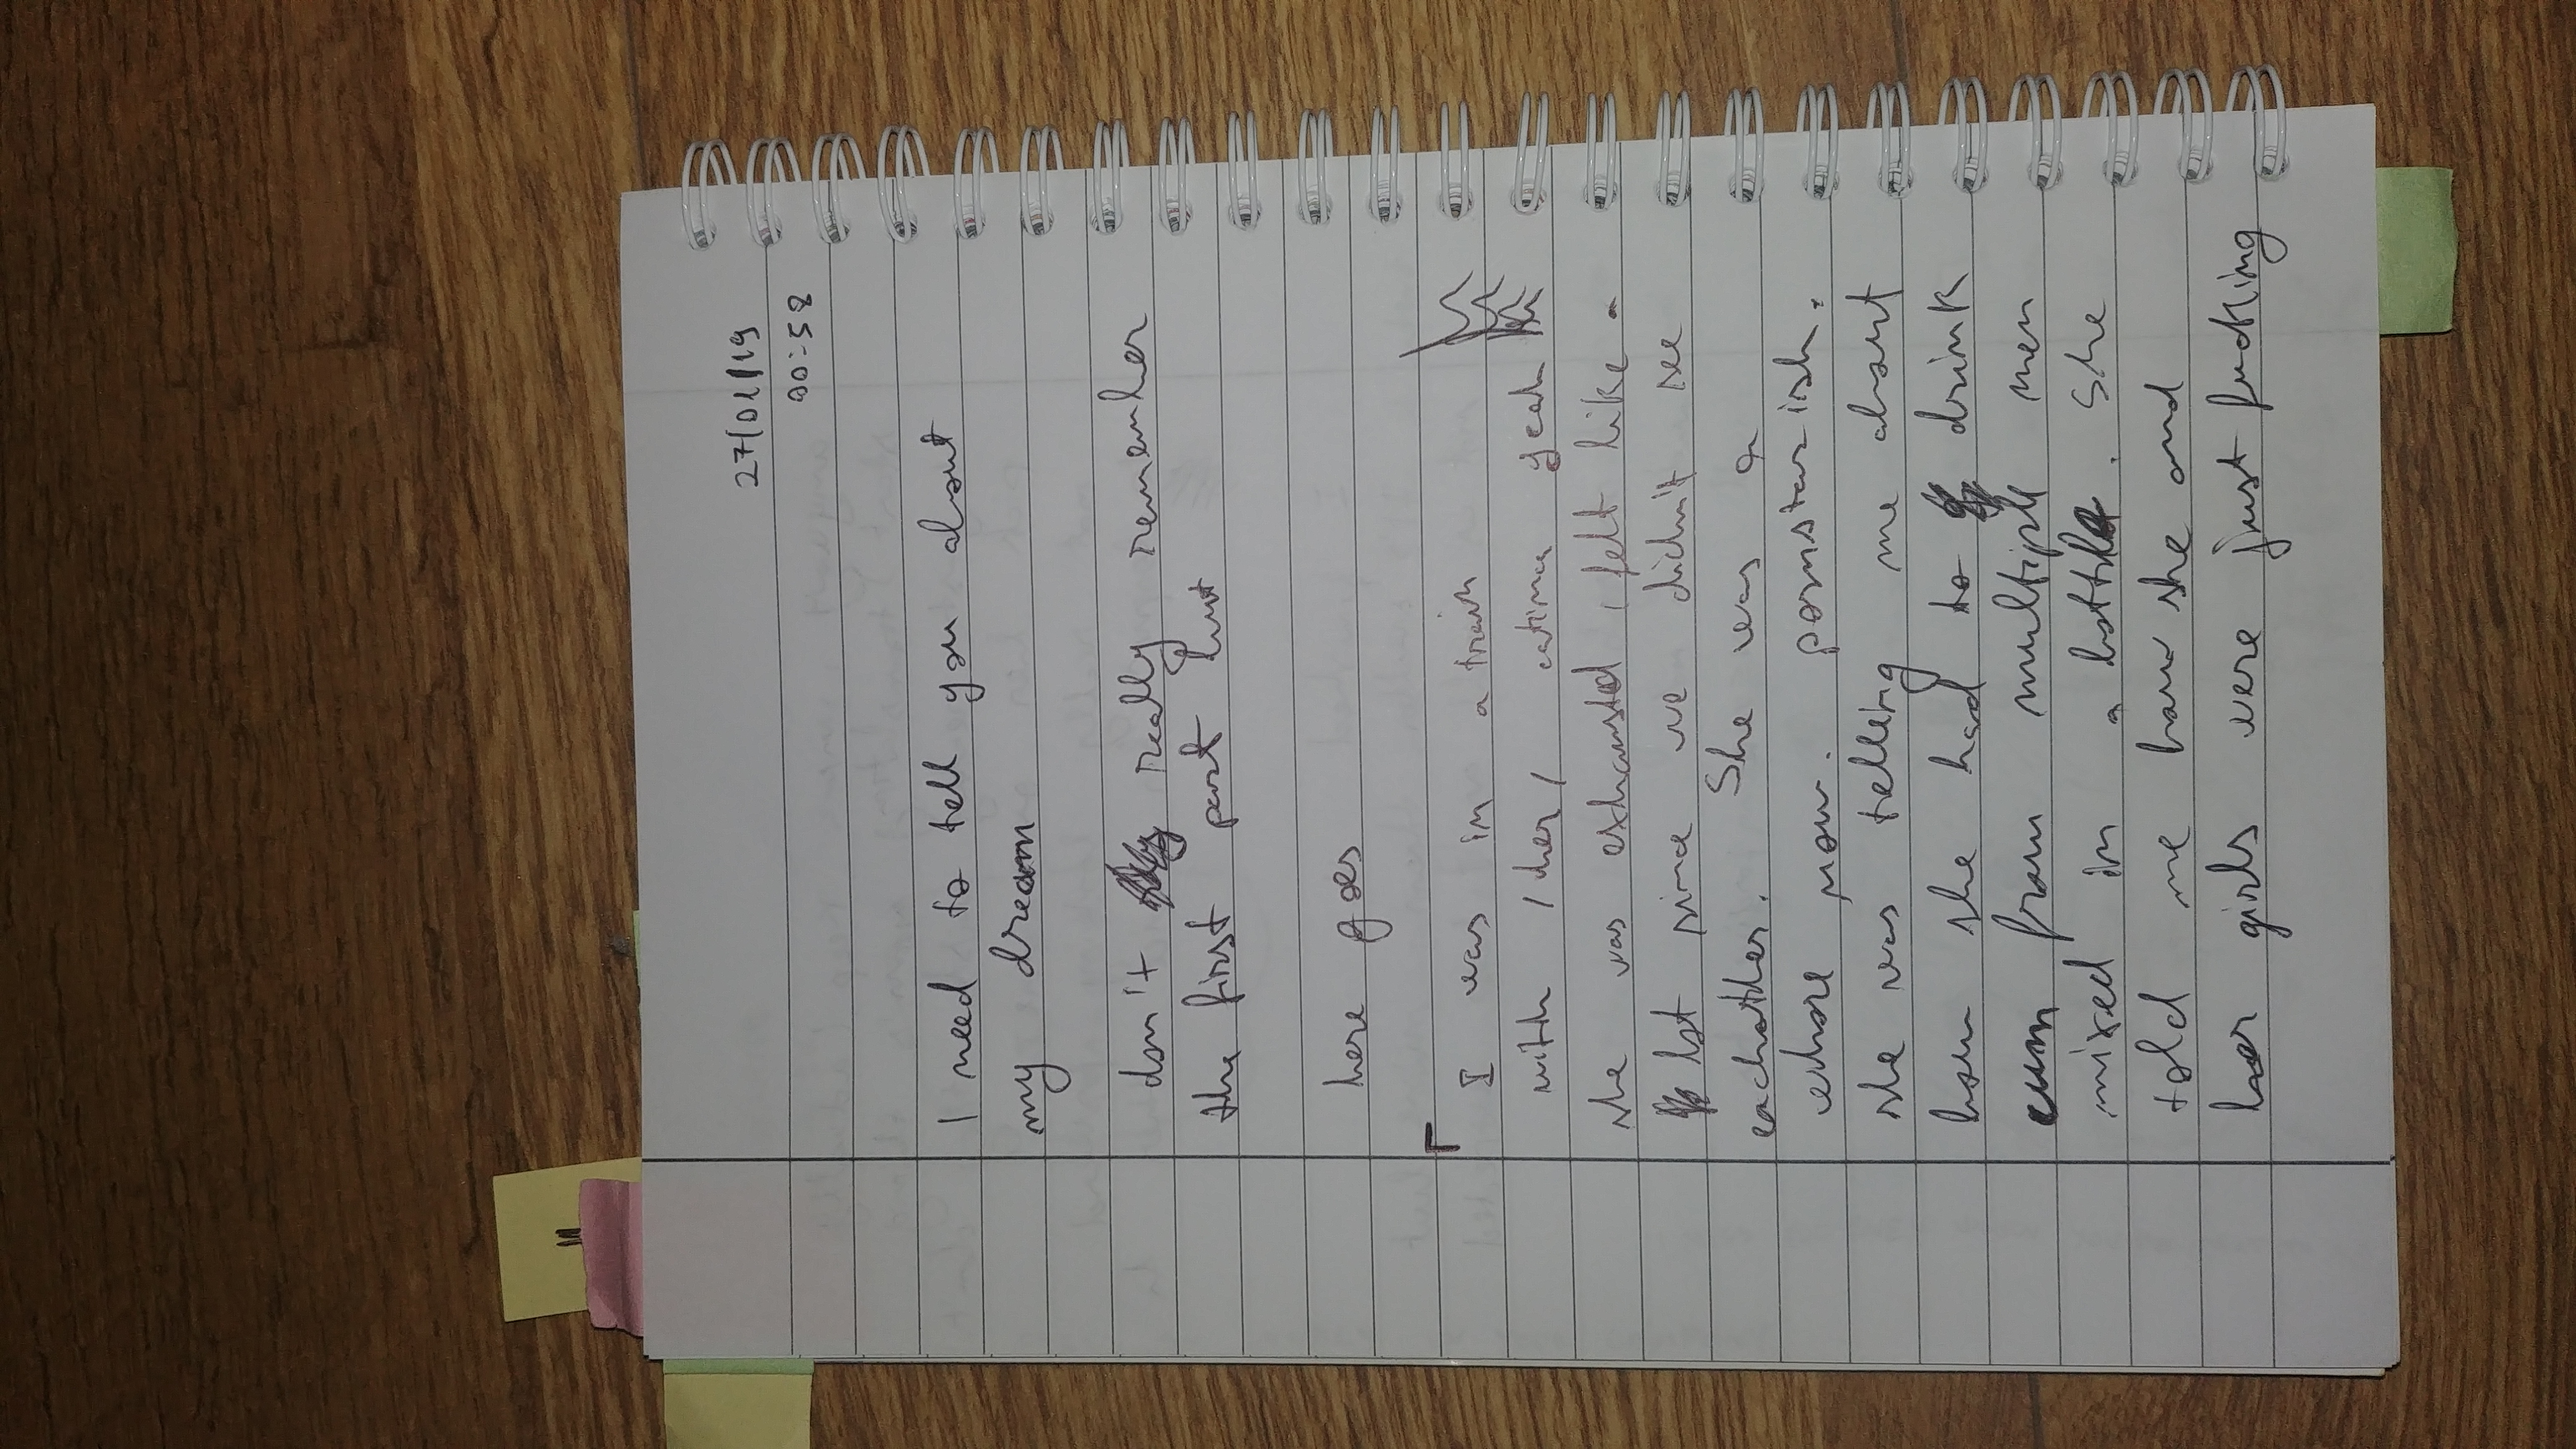 27/01/19
00:58
I need to tell you about
my dream
don't really remember
the first part but
here goes
I was in a train
with /her/ yeah
she was exhausted, felt like a
lot since we didn't see
eachother. She was a
whore now. pornstarish.
she was telling me about
how she had to drink
cum from multiple men
mixed in a bottle. She
told me how she and
her girls were just fucking